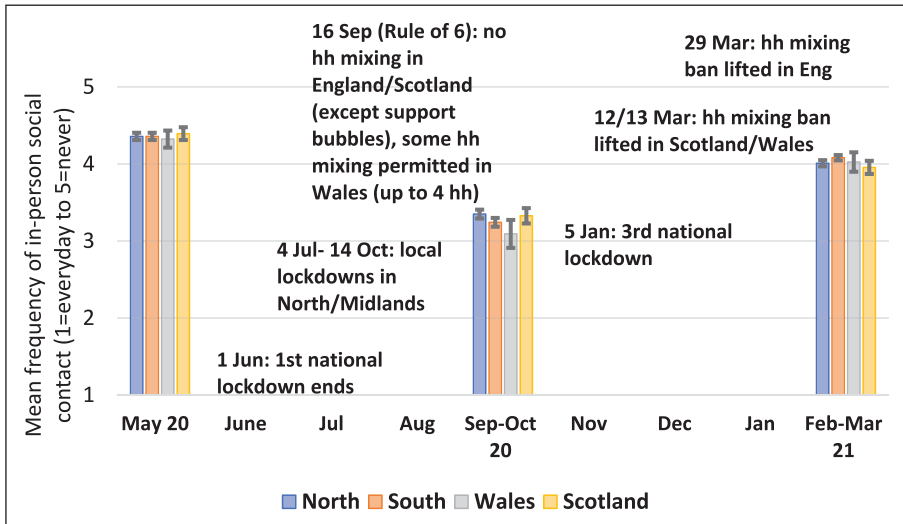 16 Sep (Rule of 6): no
hh mixing in
England/Scotland
(except support
bubbles), some hh
mixing permitted in
Wales (up to 4 hh)
29 Mar: hh mixing
ban lifted in Eng
12/13 Mar: hh mixing ban
lifted in Scotland/Wales
4 Jul- 14 Oct: local
lockdowns in
North/Midlands
5 Jan: 3rd national
lockdown
1 Jun: 1st national
lockdown ends
Mean frequency of in-person social
contact (1=everyday to 5=never)
5
4
3
2
1
May 20 June Jul Aug Sep-Oct Nov Dec Jan Feb-Mar
20 21
North South Wales Scotland